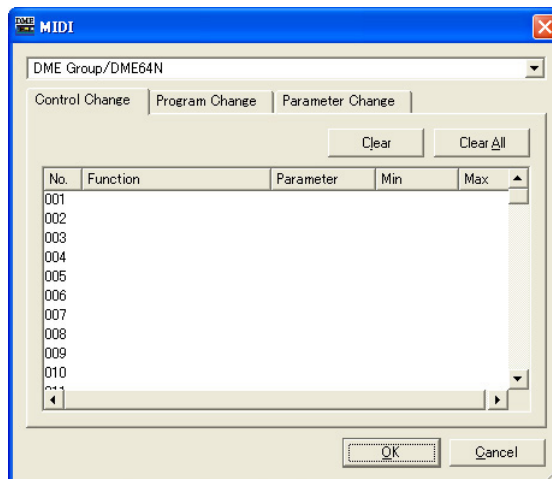 DME MIDI
DME Group/DME64N
Control Change Program Change Parameter Change
Clear Clear All
No. Function Parameter Min Max
001
002
003
004
005
006
007
008
009
010
011
OK Cancel